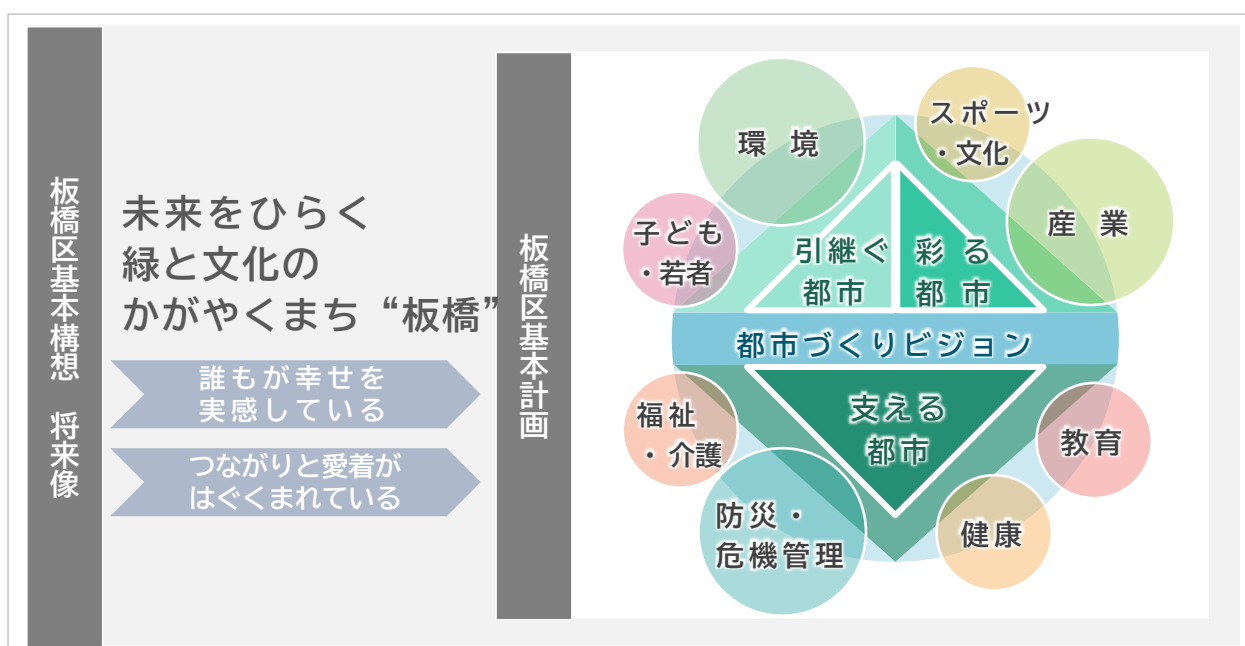 板橋区基本構想　将来像
未来をひらく
緑と文化の
かがやくまち“板橋”
誰もが幸せを
実感している
つながりと愛着が
はぐくまれている
板橋区基本計画
環 境
スポーツ
・文化
子ども
・若者
産 業
引継ぐ
都市
彩 る
都 市
都市づくりビジョン
支える
都市
福祉
・介護
教育
防災・
危機管理
健康